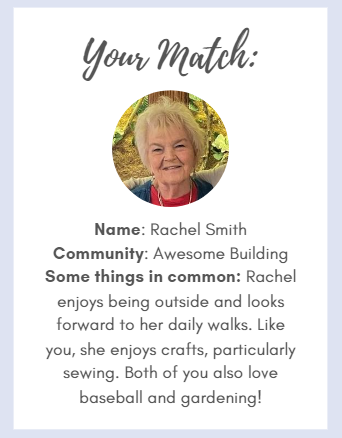 Your Match:
Name: Rachel Smith
Community: Awesome Building
Some things in common: Rachel
enjoys being outside and looks
forward to her daily walks. Like
you, she enjoys crafts, particularly
sewing. Both of you also love
baseball and gardening!